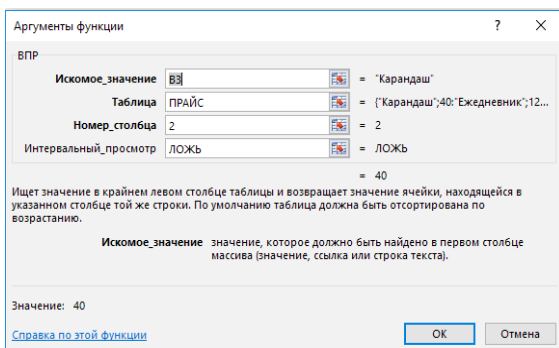 Аргументы функции ? X
ВПР
Искомое_значение B3 = "Карандаш"
Таблица ПРАЙС = {"Карандаш";40:"Ежедневник";12...
Номер_столбца 2 = 2
Интервальный_просмотр ЛОЖЬ = ЛОЖЬ
= 40
Ищет значение в крайнем левом столбце таблицы и возвращает значение ячейки, находящейся в
указанном столбце той же строки. По умолчанию таблица должна быть отсортирована по
возрастанию.
Искомое_значение значение, которое должно быть найдено в первом столбце
массива (значение, ссылка или строка текста).
Значение: 40
Справка по этой функции ОК Отмена